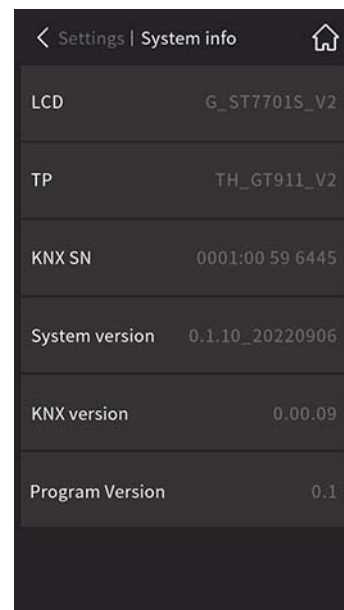 Settings | System info
LCD G_ST7701S_V2
TP TH_GT911_V2
KNX SN 0001:00 59 6445
System version 0.1.10_20220906
KNX version 0.00.09
Program Version 0.1